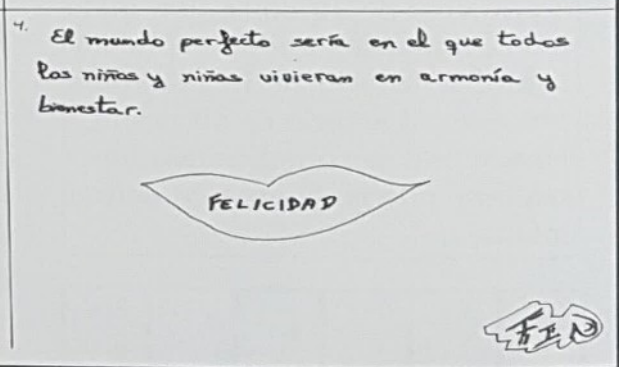 4. El mundo perfecto sería en el que todos
los niños y niñas vivieran en armonía y
bienestar.
FELICIDAD
FIN